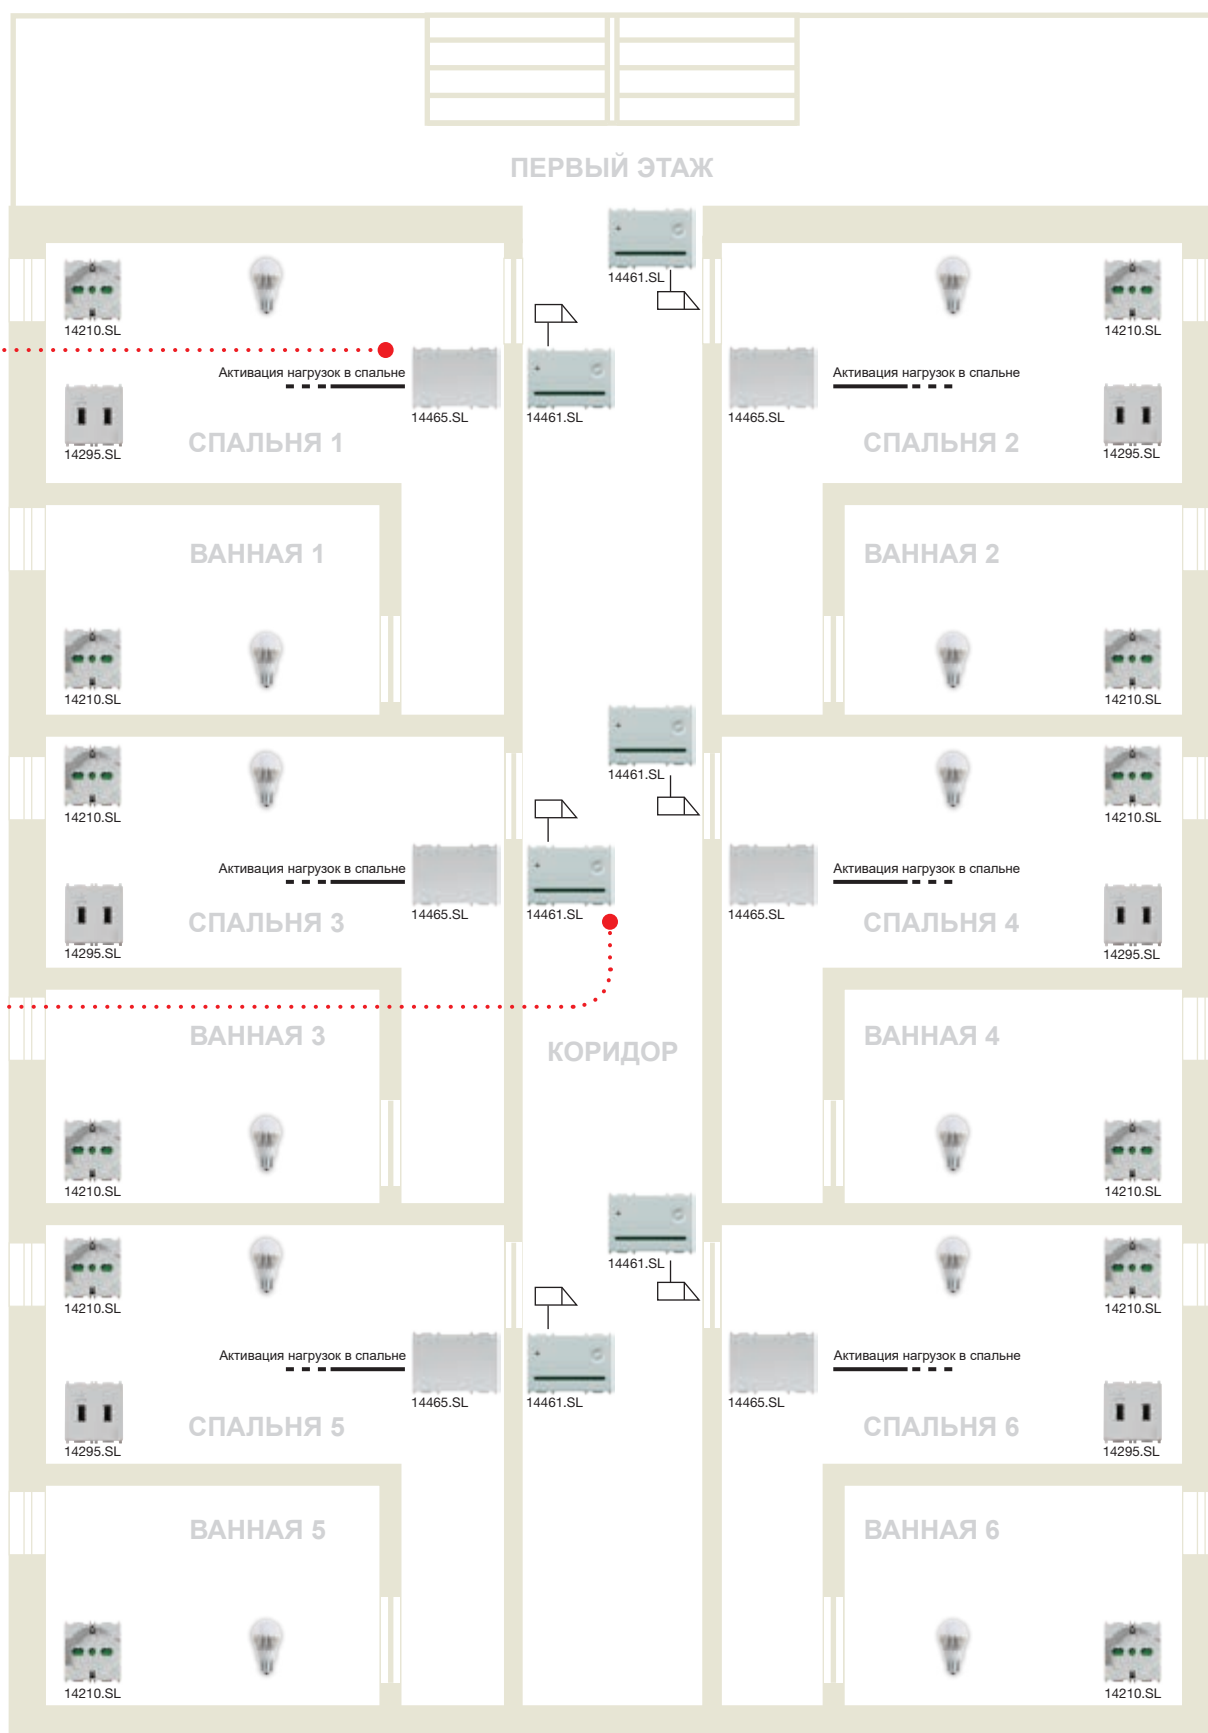 ПЕРВЫЙ ЭТАЖ
14461.SL
14210.SL
14210.SL
Активация нагрузок в спальне
Активация нагрузок в спальне
14465.SL
14461.SL
14465.SL
СПАЛЬНЯ 1
СПАЛЬНЯ 2
14295.SL
14295.SL
ВАННАЯ 1
ВАННАЯ 2
14210.SL
14210.SL
14461.SL
14210.SL
14210.SL
Активация нагрузок в спальне
Активация нагрузок в спальне
14465.SL
14461.SL
14465.SL
СПАЛЬНЯ 3
СПАЛЬНЯ 4
14295.SL
14295.SL
ВАННАЯ 3
ВАННАЯ 4
КОРИДОР
14210.SL
14210.SL
14461.SL
14210.SL
14210.SL
Активация нагрузок в спальне
Активация нагрузок в спальне
14465.SL
14461.SL
14465.SL
СПАЛЬНЯ 5
СПАЛЬНЯ 6
14295.SL
14295.SL
ВАННАЯ 5
ВАННАЯ 6
14210.SL
14210.SL